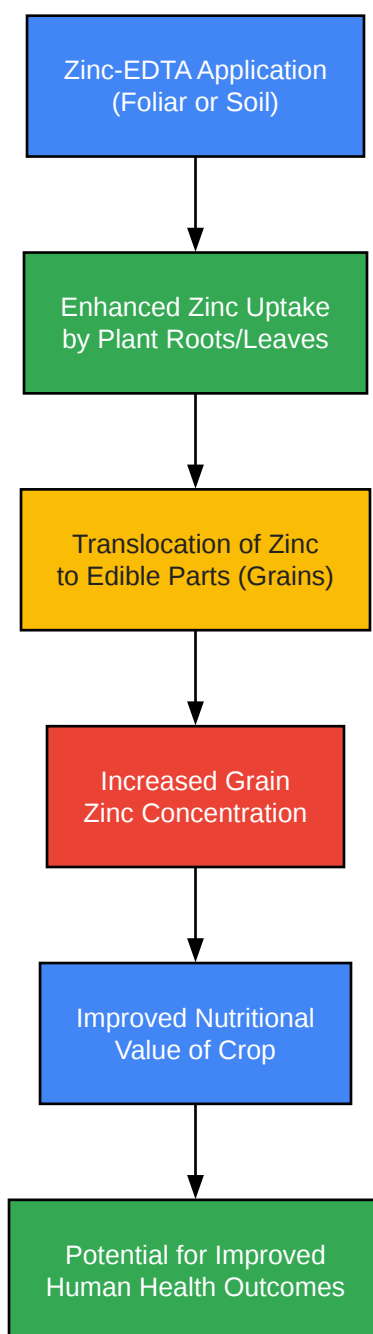 Zinc-EDTA Application
(Foliar or Soil)
Enhanced Zinc Uptake
by Plant Roots/Leaves
Translocation of Zinc
to Edible Parts (Grains)
Increased Grain
Zinc Concentration
Improved Nutritional
Value of Crop
Potential for Improved
Human Health Outcomes